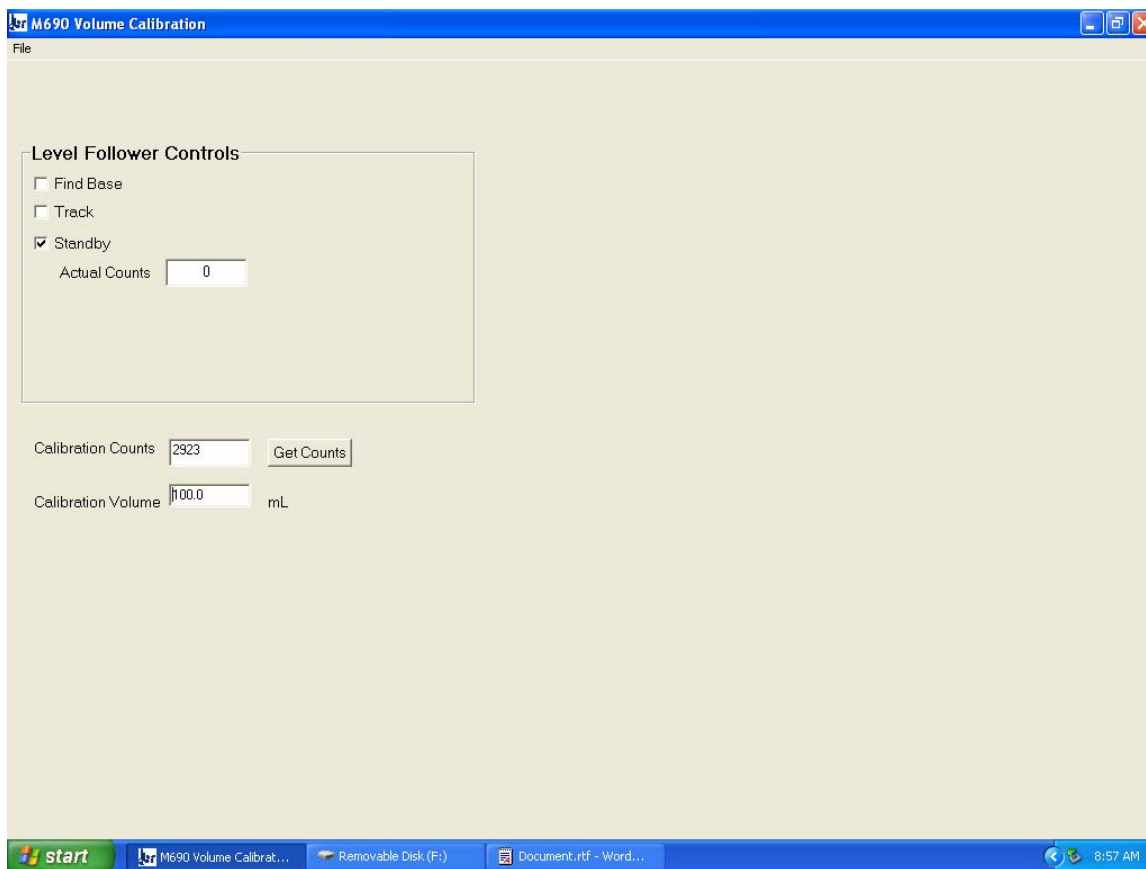 M690 Volume Calibration
File
Level Follower Controls
Find Base
Track
Standby
Actual Counts 0
Calibration Counts 2923 Get Counts
Calibration Volume 100.0 mL
start M690 Volume Calibrat... Removable Disk (F:) Document.rtf - Word... 8:57 AM